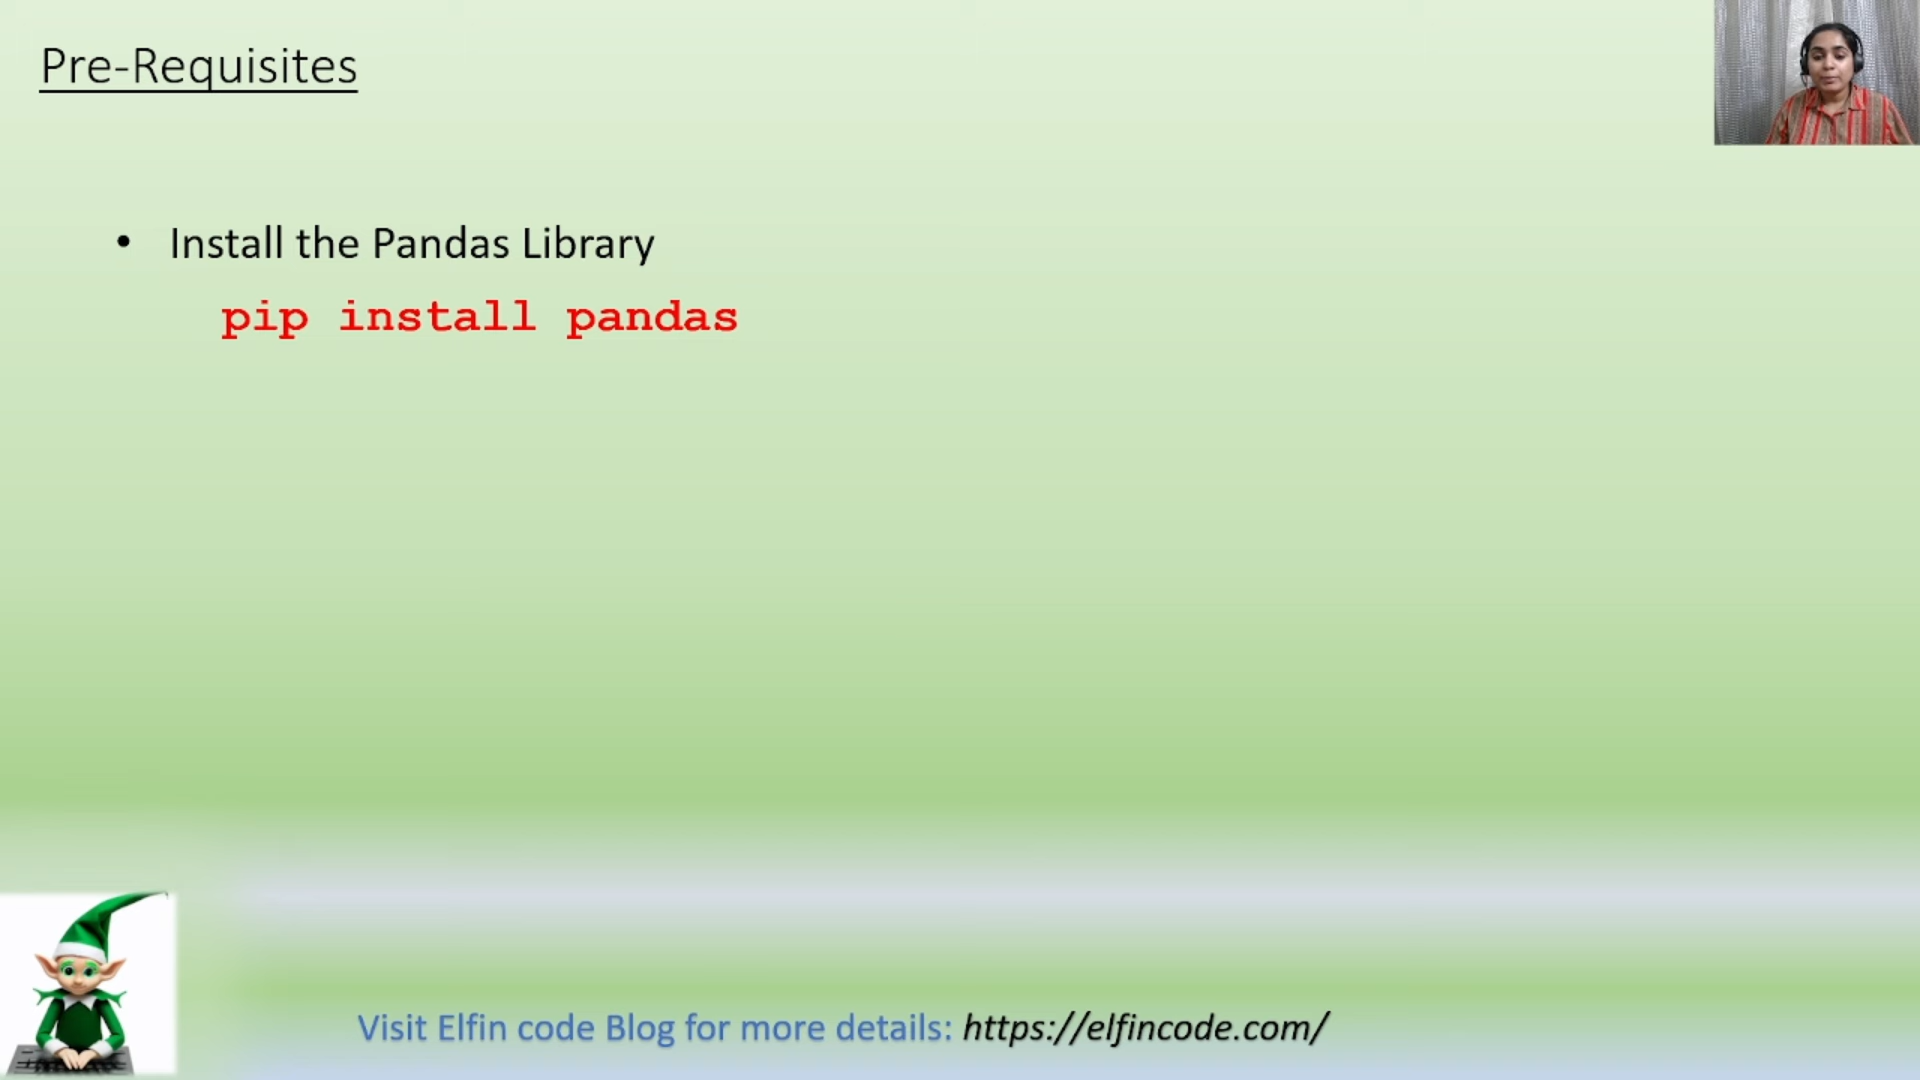 Pre-Requisites
• Install the Pandas Library
pip install pandas
Visit Elfin code Blog for more details: https://elfincode.com/